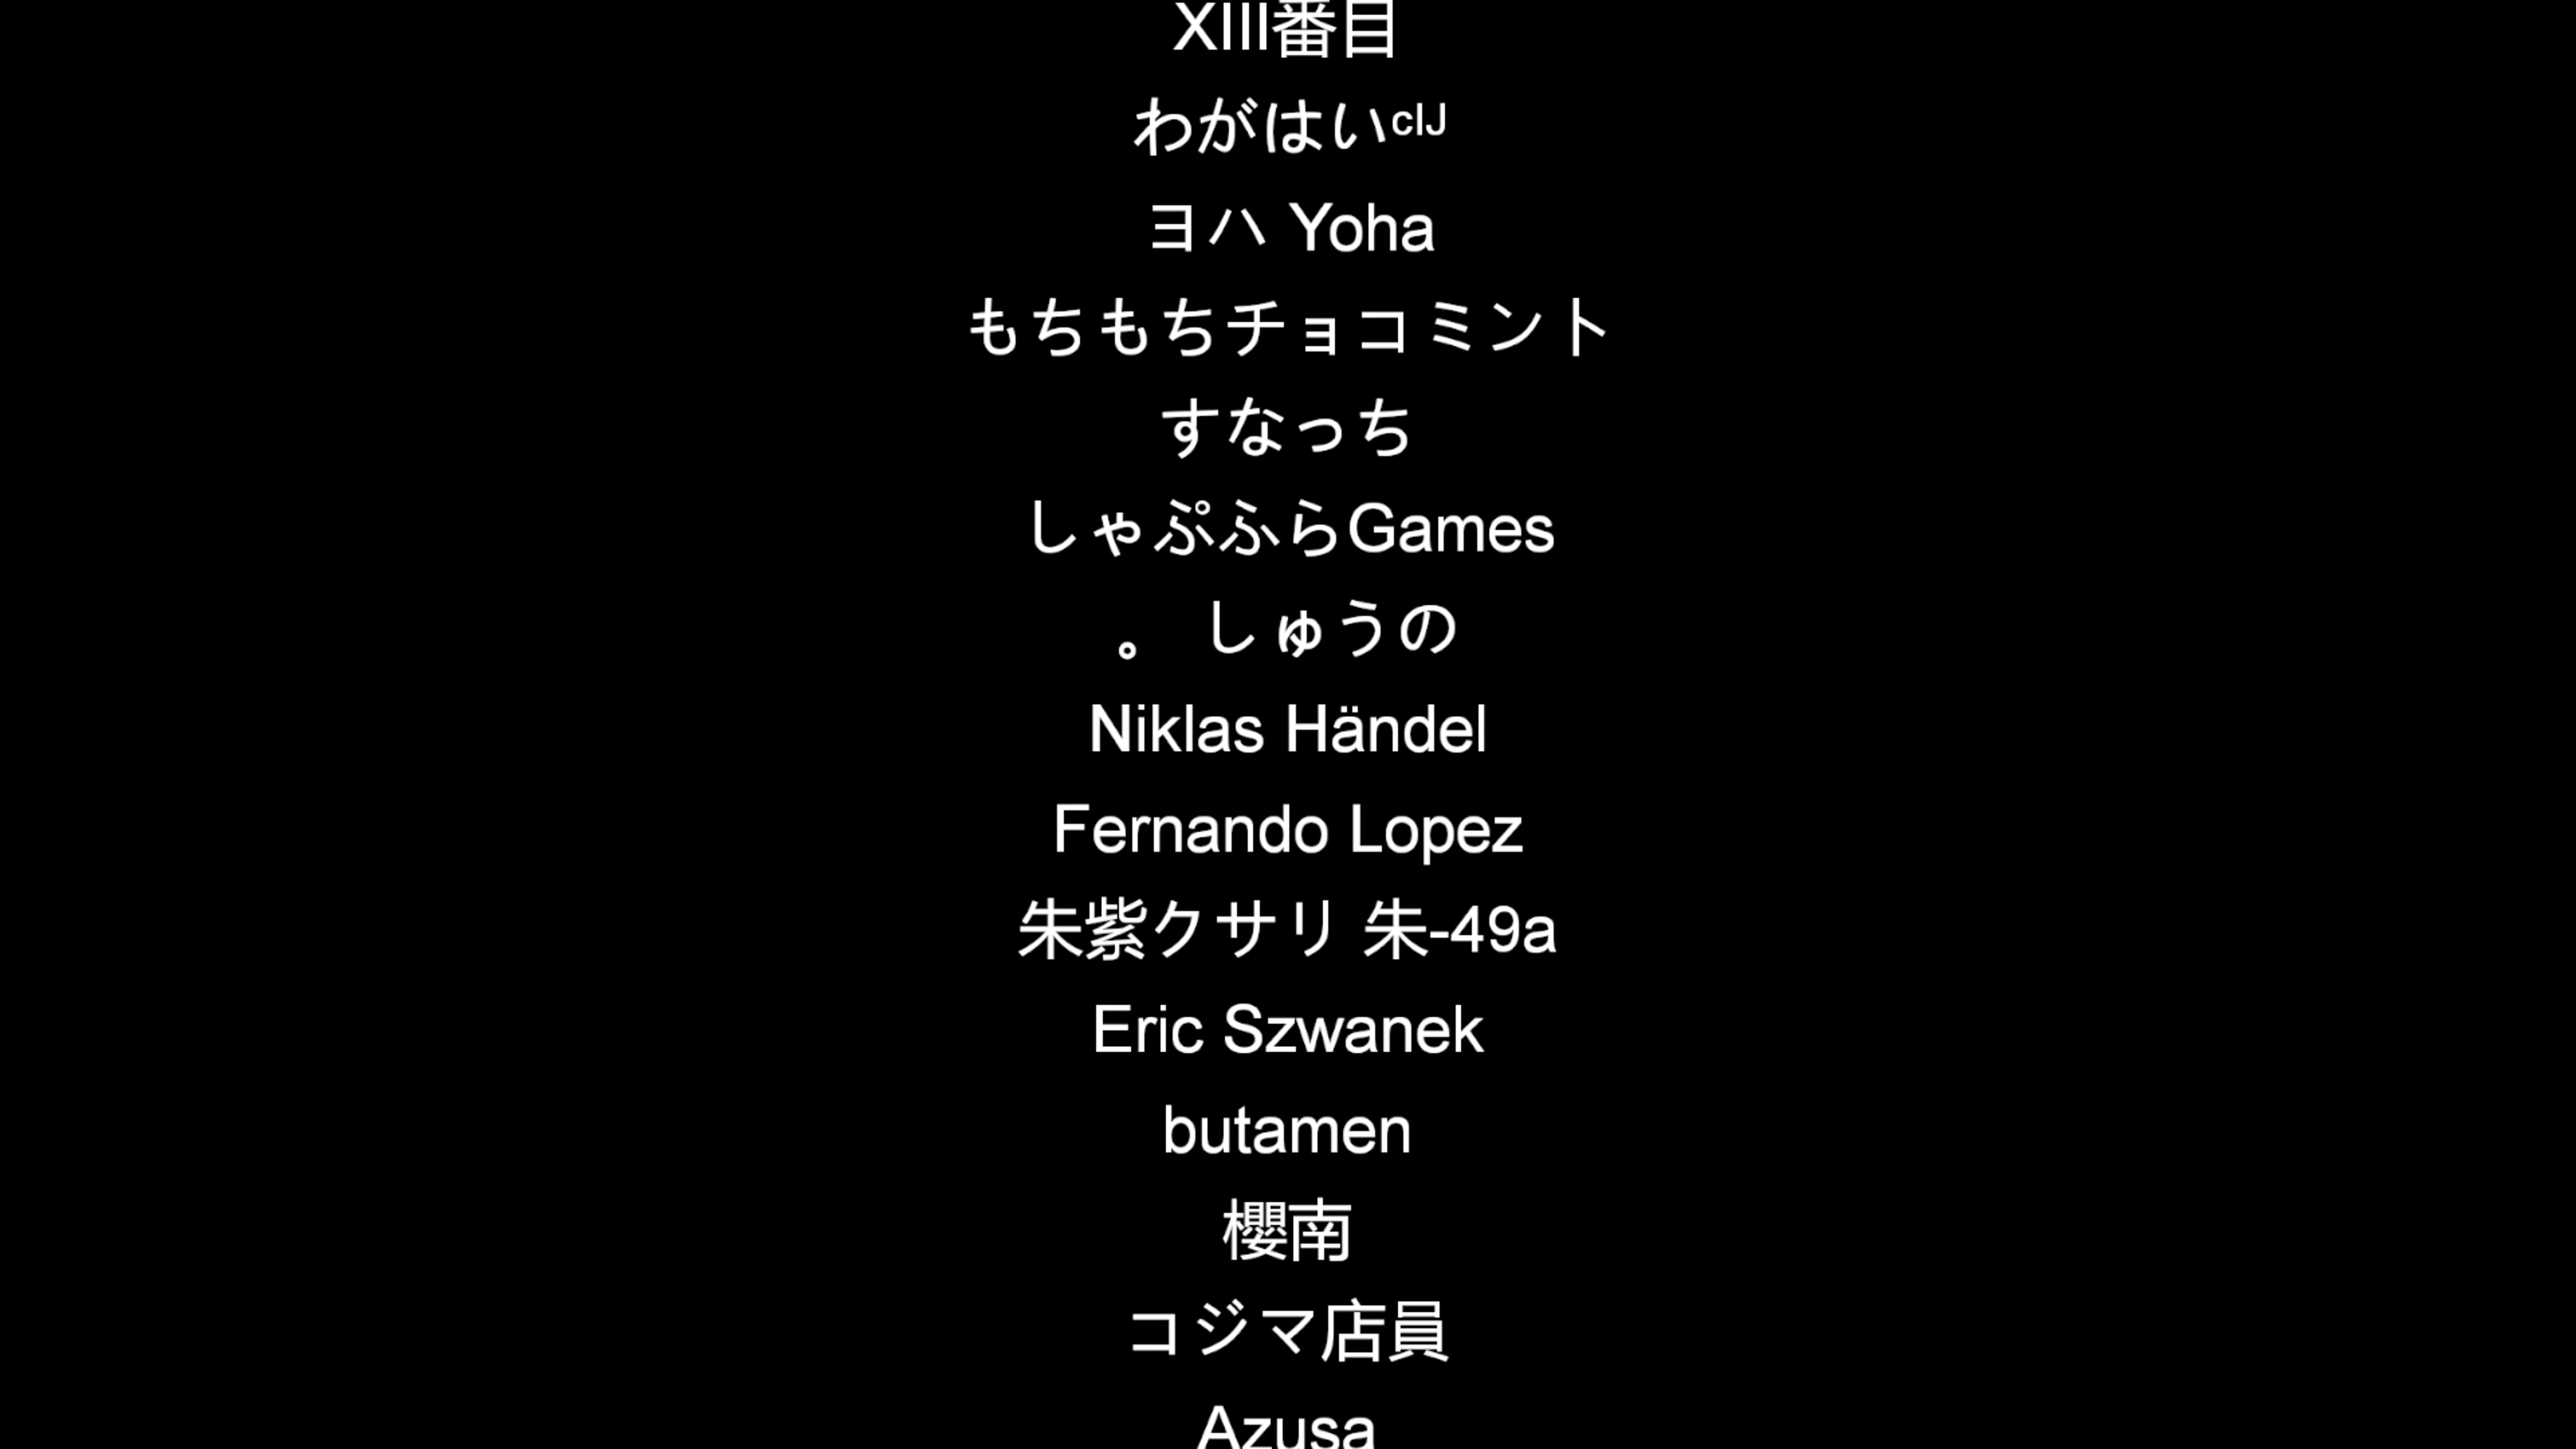 XIII番目
わがはいᶜᴵᴶ
ヨハ Yoha
もちもちチョコミント
すなっち
しゃぷふらGames
。 しゅうの
Niklas Händel
Fernando Lopez
朱紫クサリ 朱-49a
Eric Szwanek
butamen
櫻南
コジマ店員
Azusa